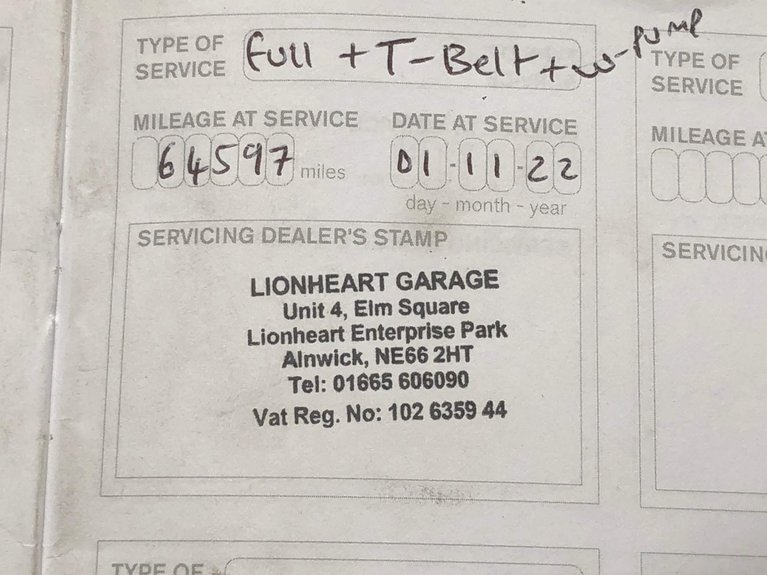 TYPE OF SERVICE Full + T-Belt + w-pump
MILEAGE AT SERVICE
64597 miles
DATE AT SERVICE
01-11-22
day - month - year
SERVICING DEALER'S STAMP
LIONHEART GARAGE
Unit 4, Elm Square
Lionheart Enterprise Park
Alnwick, NE66 2HT
Tel: 01665 606090
Vat Reg. No: 102 6359 44
TYPE OF
SERVICE
MILEAGE
SERVICING
TYPE OF